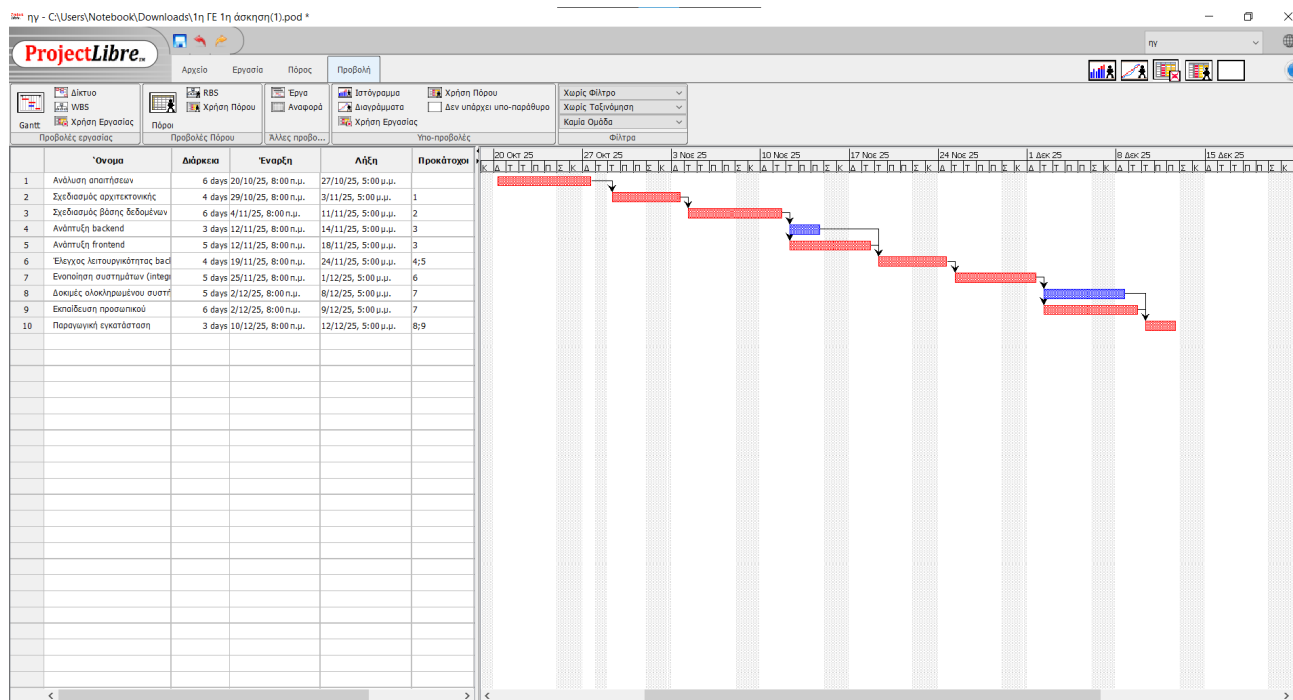 ηγ - C:\Users\Notebook\Downloads\1η ΓΕ 1η άσκηση(1).pod *
ProjectLibre TM
ηγ
Αρχείο Εργασία Πόρος Προβολή
Gantt Δίκτυο WBS Χρήση Εργασίας
Πόροι RBS Χρήση Πόρου
Έργα Αναφορά
Ιστόγραμμα Διαγράμματα Χρήση Εργασίας Χρήση Πόρου Δεν υπάρχει υπο-παράθυρο
Χωρίς Φίλτρο
Χωρίς Ταξινόμηση
Καμία Ομάδα
Προβολές εργασίας Προβολές Πόρου Άλλες προβο... Υπο-προβολές Φίλτρα
Όνομα Διάρκεια Έναρξη Λήξη Προκάτοχοι
20 Οκτ 25 27 Οκτ 25 3 Νοε 25 10 Νοε 25 17 Νοε 25 24 Νοε 25 1 Δεκ 25 8 Δεκ 25 15 Δεκ 25
Κ Δ Τ Τ Π Π Σ Κ Δ Τ Τ Π Π Σ Κ Δ Τ Τ Π Π Σ Κ Δ Τ Τ Π Π Σ Κ Δ Τ Τ Π Π Σ Κ Δ Τ Τ Π Π Σ Κ Δ Τ Τ Π Π Σ Κ Δ Τ Τ Π Π Σ Κ Δ Τ Τ Π Π Σ Κ
1 Ανάλυση απαιτήσεων 6 days 20/10/25, 8:00 π.μ. 27/10/25, 5:00 μ.μ.
2 Σχεδιασμός αρχιτεκτονικής 4 days 29/10/25, 8:00 π.μ. 3/11/25, 5:00 μ.μ. 1
3 Σχεδιασμός βάσης δεδομένων 6 days 4/11/25, 8:00 π.μ. 11/11/25, 5:00 μ.μ. 2
4 Ανάπτυξη backend 3 days 12/11/25, 8:00 π.μ. 14/11/25, 5:00 μ.μ. 3
5 Ανάπτυξη frontend 5 days 12/11/25, 8:00 π.μ. 18/11/25, 5:00 μ.μ. 3
6 Έλεγχος λειτουργικότητας bacl 4 days 19/11/25, 8:00 π.μ. 24/11/25, 5:00 μ.μ. 4;5
7 Ενοποίηση συστημάτων (integr 5 days 25/11/25, 8:00 π.μ. 1/12/25, 5:00 μ.μ. 6
8 Δοκιμές ολοκληρωμένου συστή 5 days 2/12/25, 8:00 π.μ. 8/12/25, 5:00 μ.μ. 7
9 Εκπαίδευση προσωπικού 6 days 2/12/25, 8:00 π.μ. 9/12/25, 5:00 μ.μ. 7
10 Παραγωγική εγκατάσταση 3 days 10/12/25, 8:00 π.μ. 12/12/25, 5:00 μ.μ. 8;9